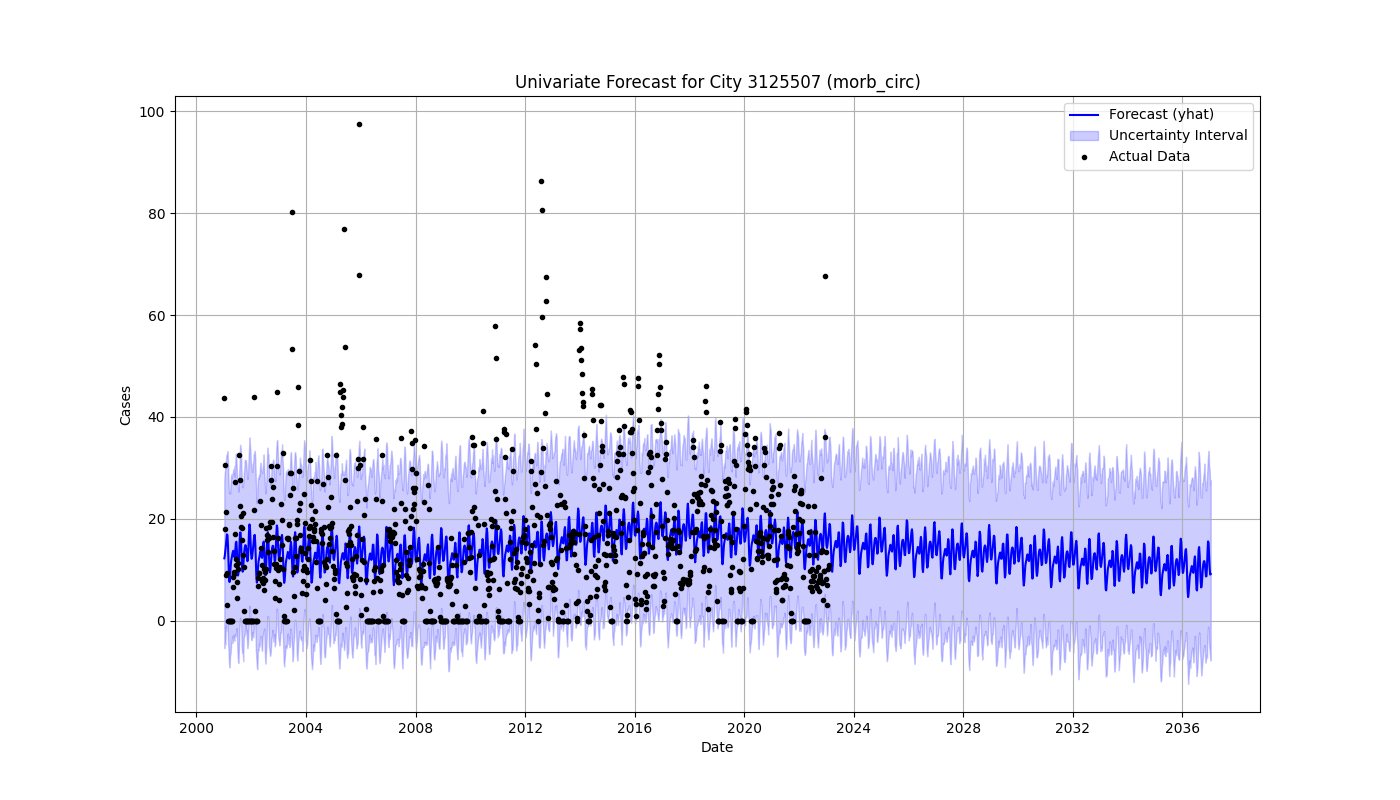 Univariate Forecast for City 3125507 (morb_circ)
Forecast (yhat)
Uncertainty Interval
Actual Data
Cases
100
80
60
40
20
0
2000 2004 2008 2012 2016 2020 2024 2028 2032 2036
Date